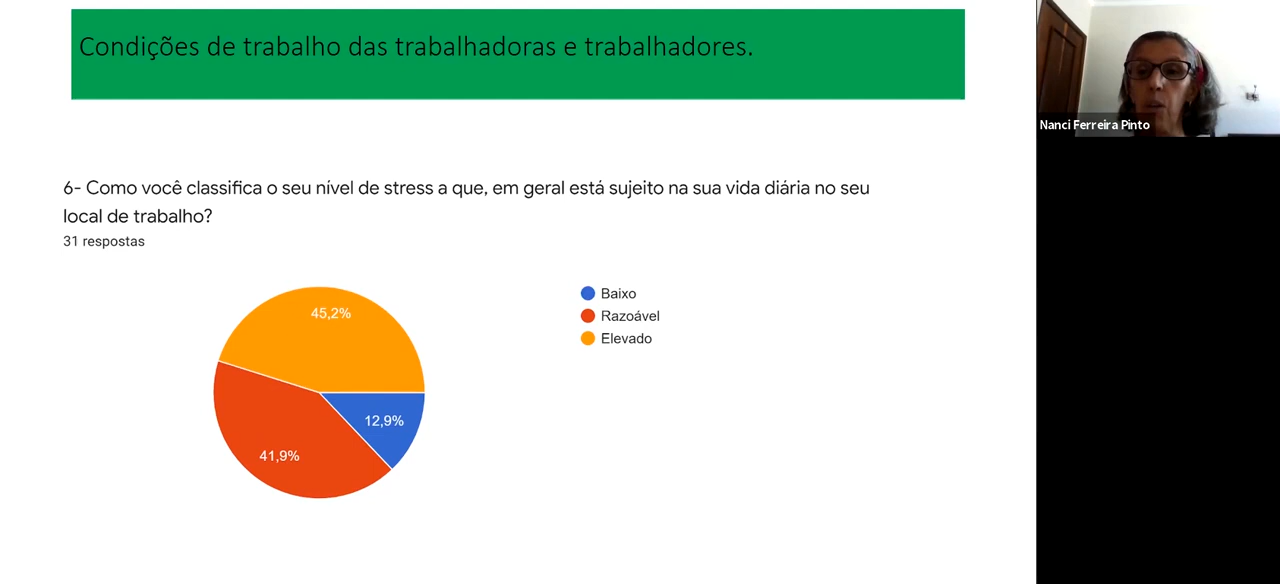 Condições de trabalho das trabalhadoras e trabalhadores.
Nanci Ferreira Pinto
6- Como você classifica o seu nível de stress a que, em geral está sujeito na sua vida diária no seu
local de trabalho?
31 respostas
45,2%
12,9%
41,9%
Baixo
Razoável
Elevado